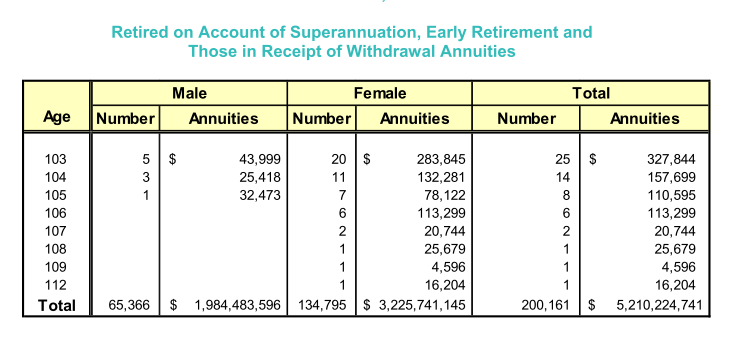 Retired on Account of Superannuation, Early Retirement and
Those in Receipt of Withdrawal Annuities
Male Female Total
Age Number Annuities Number Annuities Number Annuities
103 5 $ 43,999 20 $ 283,845 25 $ 327,844
104 3 25,418 11 132,281 14 157,699
105 1 32,473 7 78,122 8 110,595
106 6 113,299 6 113,299
107 2 20,744 2 20,744
108 1 25,679 1 25,679
109 1 4,596 1 4,596
112 1 16,204 1 16,204
Total 65,366 $ 1,984,483,596 134,795 $ 3,225,741,145 200,161 $ 5,210,224,741